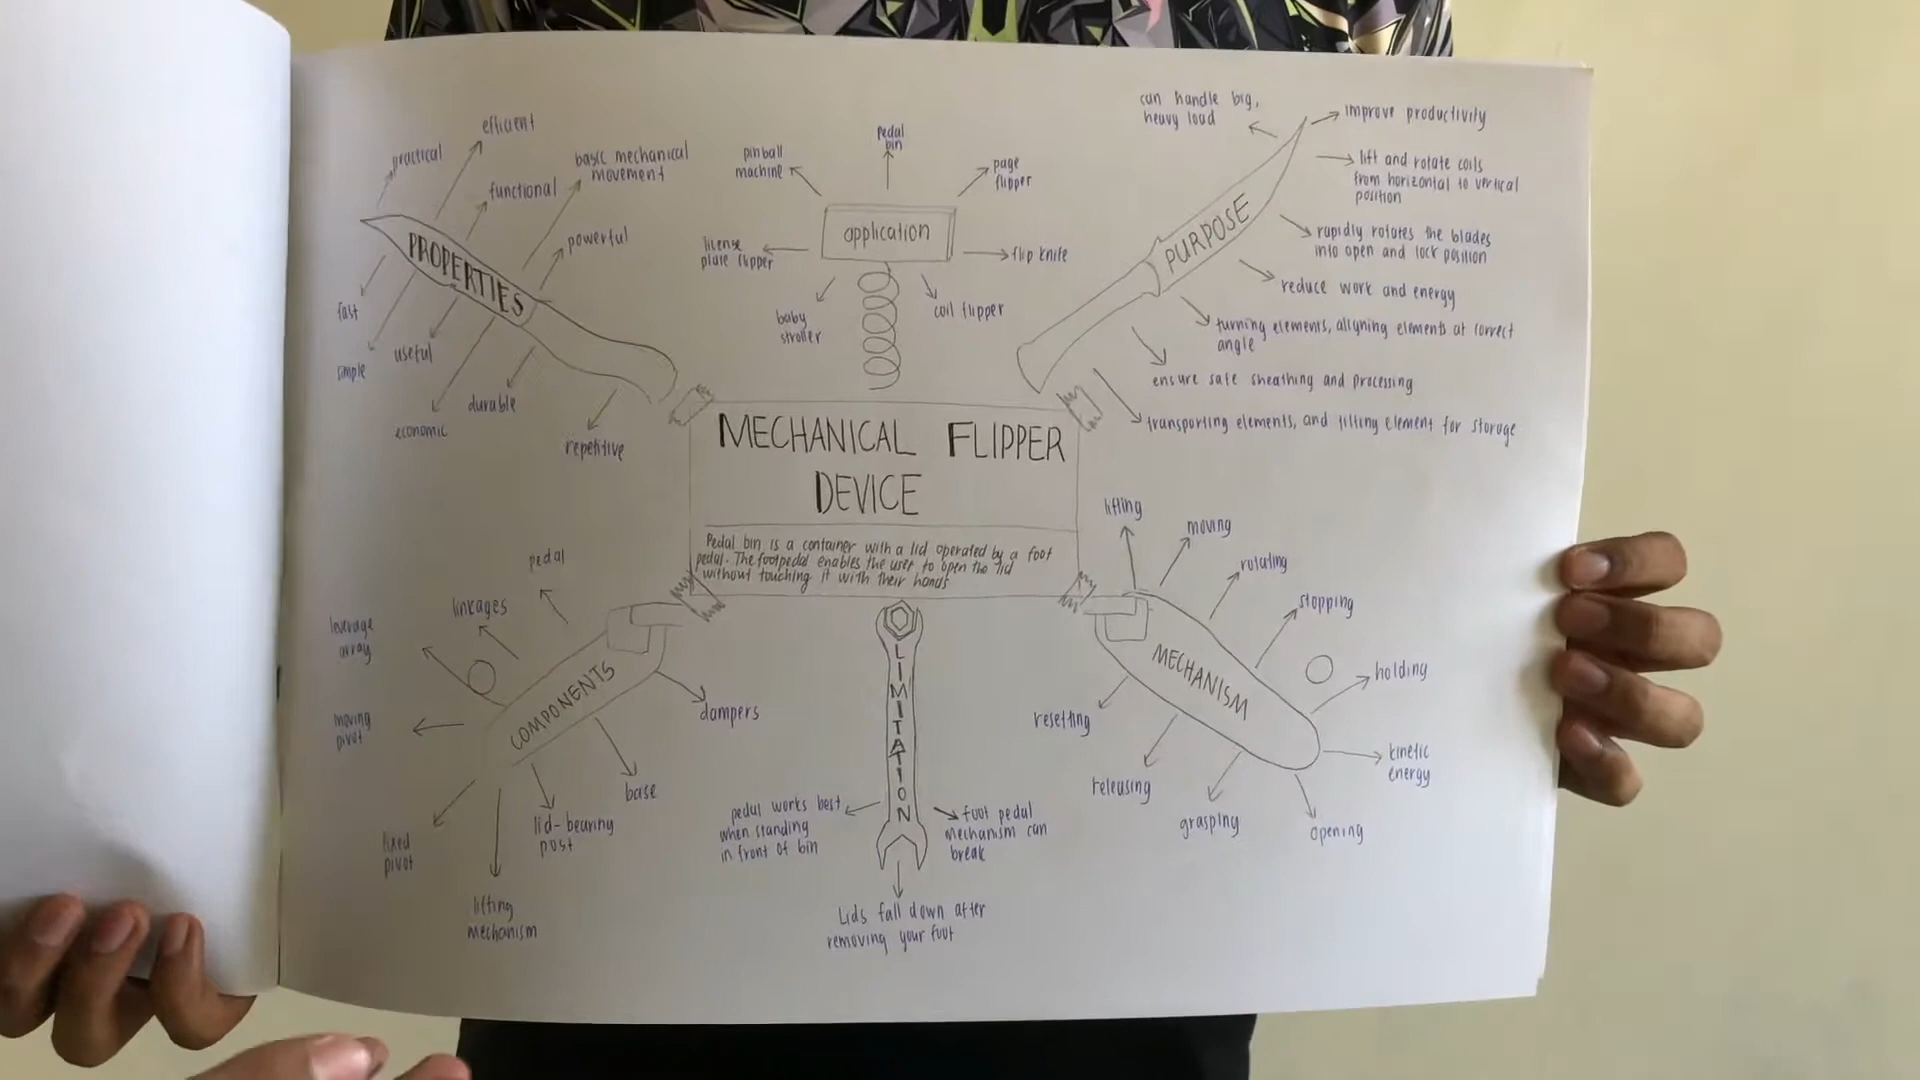 MECHANICAL FLIPPER
DEVICE
Pedal bin is a container with a lid operated by a foot
pedal. The footpedal enables the user to open the lid
without touching it with their hands
PROPERTIES
practical
efficient
functional
basic mechanical
movement
powerful
fast
simple
useful
economic
durable
repetitive
application
pinball
machine
pedal
bin
page
flipper
license
plate flipper
flip knife
baby
stroller
coil flipper
PURPOSE
can handle big,
heavy load
improve productivity
lift and rotate coils
from horizontal to vertical
position
rapidly rotates the blades
into open and lock position
reduce work and energy
turning elements, aligning elements at correct
angle
ensure safe sheathing and processing
transporting elements, and tilting element for storage
COMPONENTS
pedal
linkages
leverage
array
moving
pivot
fixed
pivot
lifting
mechanism
lid-bearing
post
base
dampers
LIMITATION
pedal works best
when standing
in front of bin
foot pedal
mechanism can
break
Lids fall down after
removing your foot
MECHANISM
lifting
moving
rotating
stopping
holding
kinetic
energy
opening
grasping
releasing
resetting